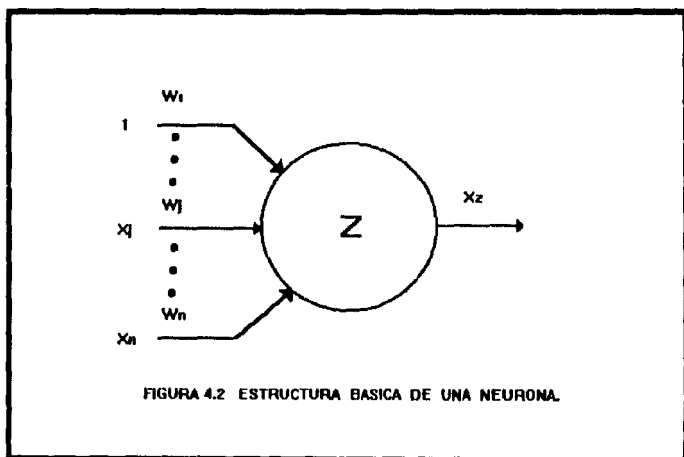 W1
1
Wj
Xj
Z
Xz
Wn
Xn
FIGURA 4.2 ESTRUCTURA BASICA DE UNA NEURONA.